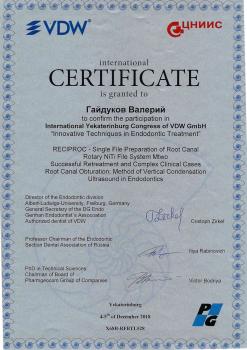 VDW
ЦНИИС
international
CERTIFICATE
is granted to
Гайдуков Валерий
to confirm the participation in
International Yekaterinburg Congress of VDW GmbH
"Innovative Techniques in Endodontic Treatment"
RECIPROC - Single File Preparation of Root Canal
Rotary NiTi File System Mtwo
Successful Retreatment and Complex Clinical Cases
Root Canal Obturation: Method of Vertical Condensation
Ultrasound in Endodontics
Director of the Endodontic division
Albert-Ludwigs-University, Freiburg, Germany
General Secretary of the DG Endo
German Endodontist's Association
Authorized dentist of VDW
Cristoph Zirkel
Professor Chairman of the Endodontic
Section Dental Association of Russia
Ilya Rabinovich
PhD in Technical Sciences
Chairman of Board of
Pharmgeocom Group of Companies
Victor Bodriya
Yekaterinburg
4-5th of December 2010